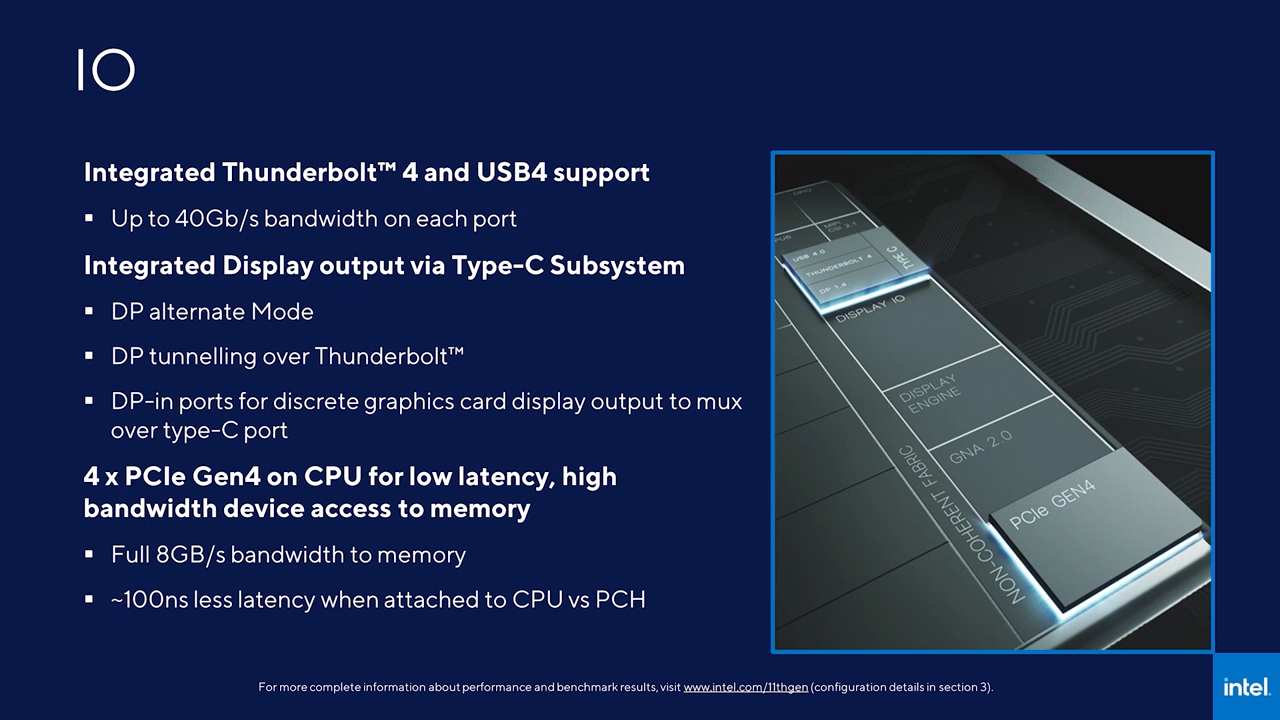 IO
Integrated Thunderbolt™ 4 and USB4 support
▪ Up to 40Gb/s bandwidth on each port
Integrated Display output via Type-C Subsystem
▪ DP alternate Mode
▪ DP tunnelling over Thunderbolt™
▪ DP-in ports for discrete graphics card display output to mux
over type-C port
4 x PCIe Gen4 on CPU for low latency, high
bandwidth device access to memory
▪ Full 8GB/s bandwidth to memory
▪ ~100ns less latency when attached to CPU vs PCH
MIPI
CSI 2.1
USB 4.0
THUNDERBOLT 4
DP 1.4
TYPE C
DISPLAY IO
DISPLAY
ENGINE
GNA 2.0
NON-COHERENT FABRIC
PCIe GEN4
For more complete information about performance and benchmark results, visit www.intel.com/11thgen (configuration details in section 3).
intel.